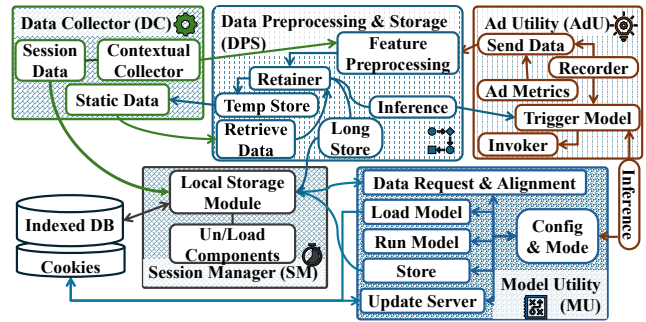 Data Collector (DC)
Session
Data
Contextual
Collector
Static Data
Data Preprocessing & Storage
(DPS)
Feature
Preprocessing
Retainer
Temp Store
Inference
Retrieve
Data
Long
Store
Ad Utility (AdU)
Send Data
Recorder
Ad Metrics
Trigger Model
Invoker
Inference
Local Storage
Module
Un/Load
Components
Session Manager (SM)
Indexed DB
Cookies
Data Request & Alignment
Load Model
Run Model
Store
Update Server
Config
& Mode
Model Utility
(MU)